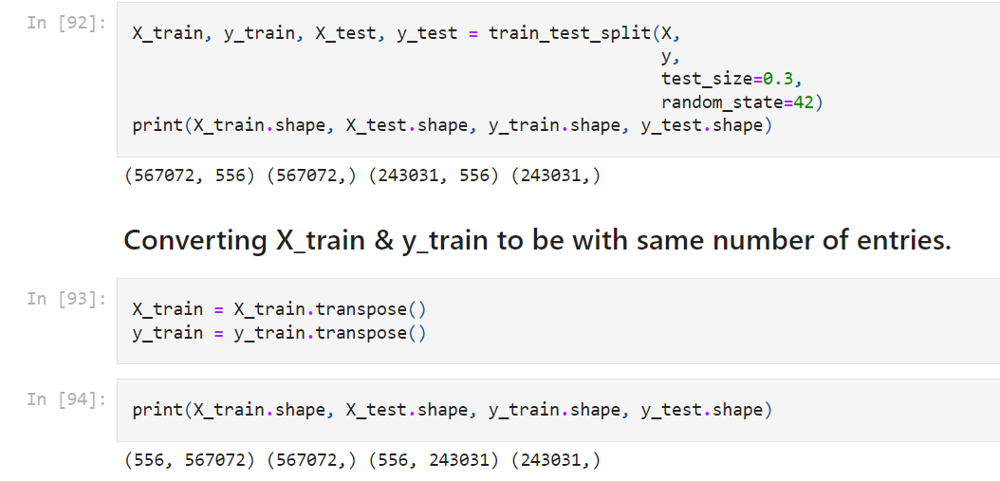 In [92]:
X_train, y_train, X_test, y_test = train_test_split(X,
y,
test_size=0.3,
random_state=42)
print(X_train.shape, X_test.shape, y_train.shape, y_test.shape)
(567072, 556) (567072,) (243031, 556) (243031,)
Converting X_train & y_train to be with same number of entries.
In [93]:
X_train = X_train.transpose()
y_train = y_train.transpose()
In [94]:
print(X_train.shape, X_test.shape, y_train.shape, y_test.shape)
(556, 567072) (567072,) (556, 243031) (243031,)